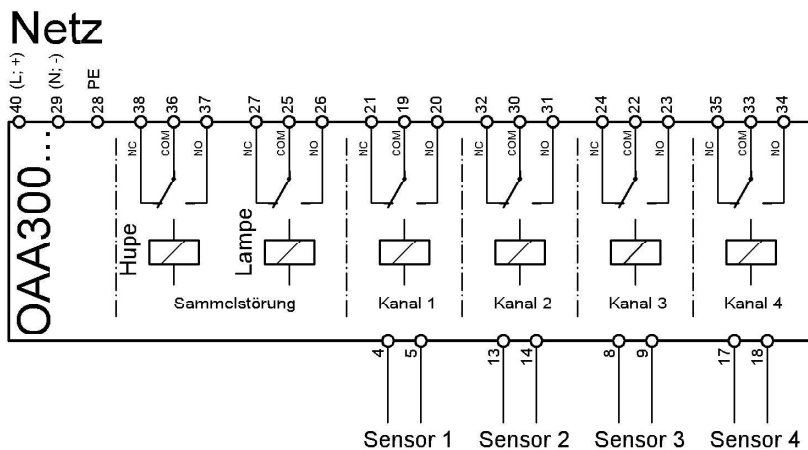 Netz
40 (L; +)
29 (N; -)
28 PE
38
36
37
27
25
26
21
19
20
32
30
31
24
22
23
35
33
34
NC
COM
NO
NC
COM
NO
NC
COM
NO
NC
COM
NO
NC
COM
NO
NC
COM
NO
OAA300...
Hupe
Lampe
Sammclstörung
Kanal 1
Kanal 2
Kanal 3
Kanal 4
4
5
13
14
8
9
17
18
Sensor 1
Sensor 2
Sensor 3
Sensor 4